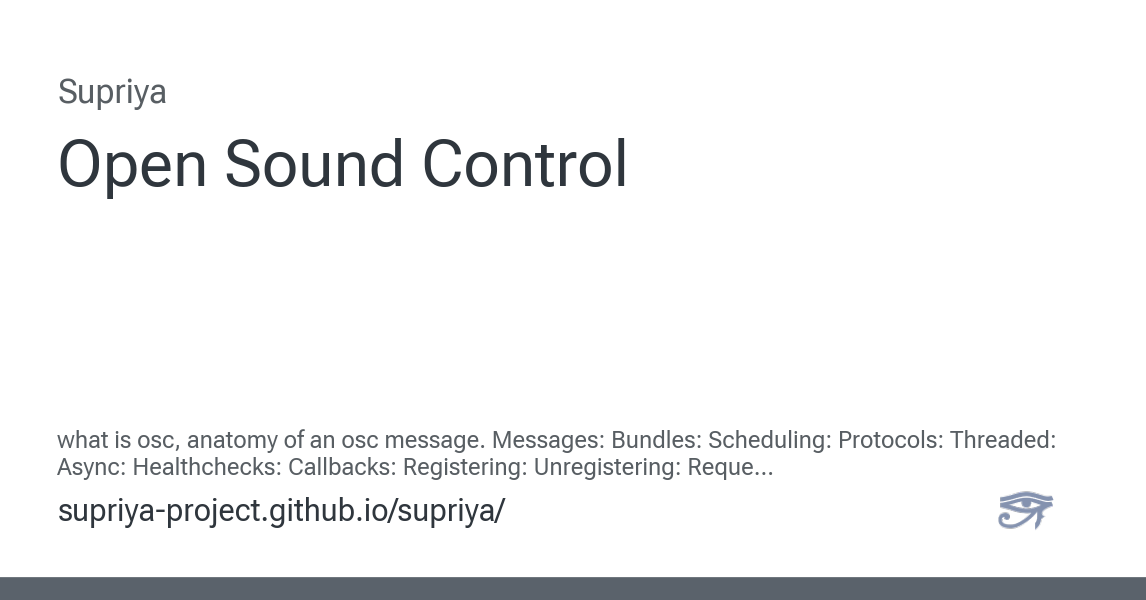 Supriya
Open Sound Control
what is osc, anatomy of an osc message. Messages: Bundles: Scheduling: Protocols: Threaded:
Async: Healthchecks: Callbacks: Registering: Unregistering: Reque...
supriya-project.github.io/supriya/